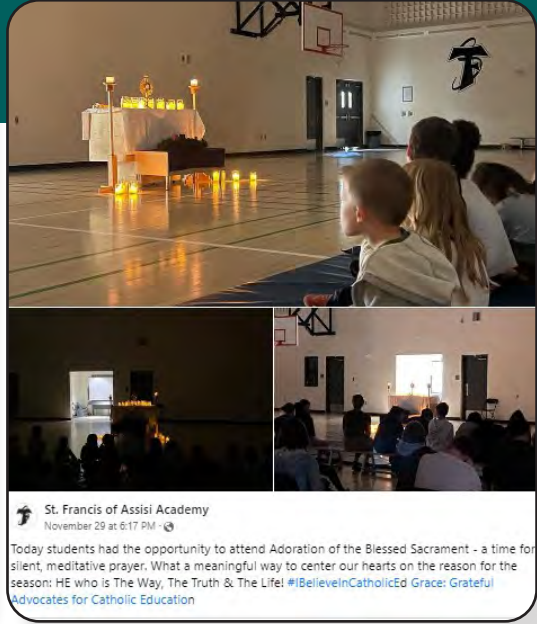 St. Francis of Assisi Academy
November 29 at 6:17 PM ·
Today students had the opportunity to attend Adoration of the Blessed Sacrament - a time for
silent, meditative prayer. What a meaningful way to center our hearts on the reason for the
season: HE who is The Way, The Truth & The Life! #IBelieveInCatholicEd Grace: Grateful
Advocates for Catholic Education